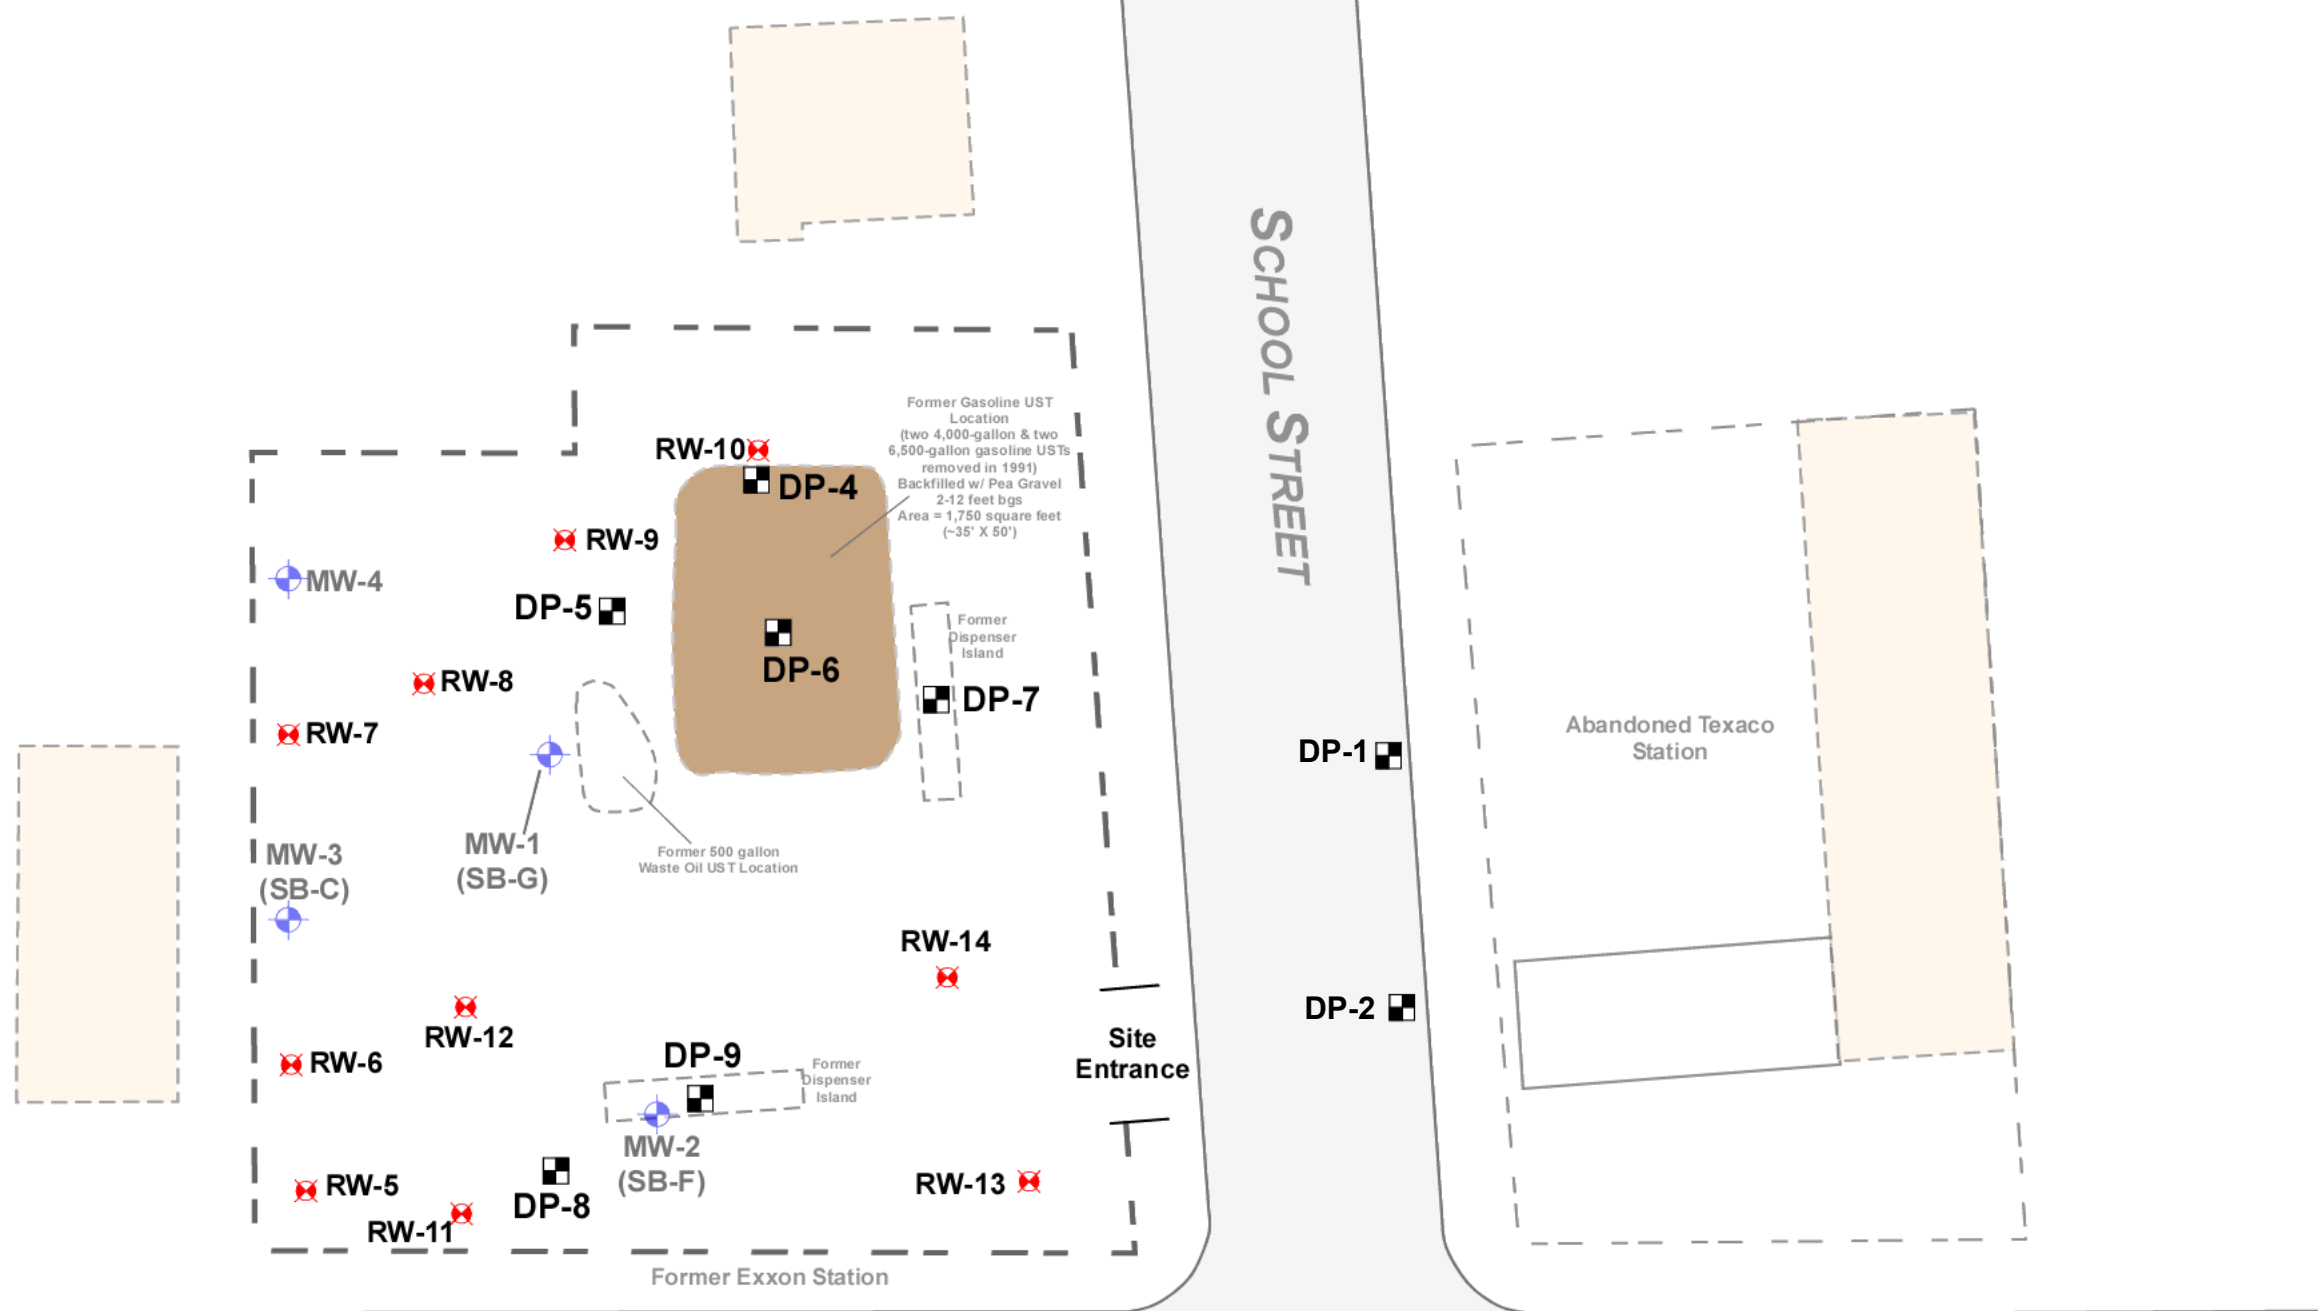 SCHOOL STREET
Former Gasoline UST
Location
(two 4,000-gallon & two
6,500-gallon gasoline USTs
removed in 1991)
Backfilled w/ Pea Gravel
2-12 feet bgs
Area = 1,750 square feet
(~35' X 50')
RW-10
DP-4
RW-9
MW-4
DP-5
Former
Dispenser
Island
DP-6
RW-8
DP-7
RW-7
Abandoned Texaco
Station
DP-1
MW-3
(SB-C)
MW-1
(SB-G)
Former 500 gallon
Waste Oil UST Location
RW-14
DP-2
RW-12
Site
Entrance
RW-6
DP-9
Former
Dispenser
Island
MW-2
(SB-F)
RW-5
DP-8
RW-13
RW-11
Former Exxon Station